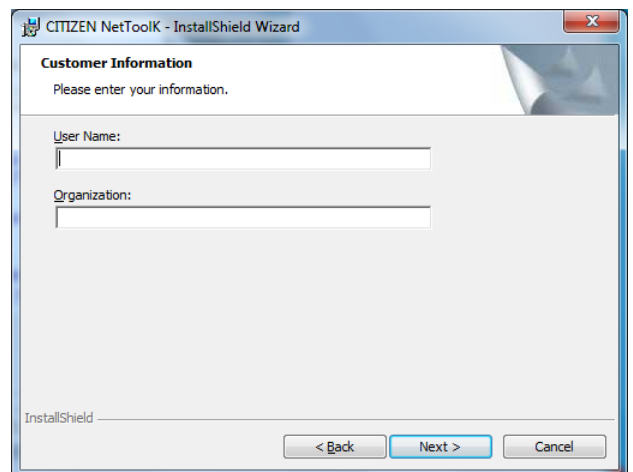 CITIZEN NetToolK - InstallShield Wizard
Customer Information
Please enter your information.
User Name:
Organization:
InstallShield
< Back Next > Cancel